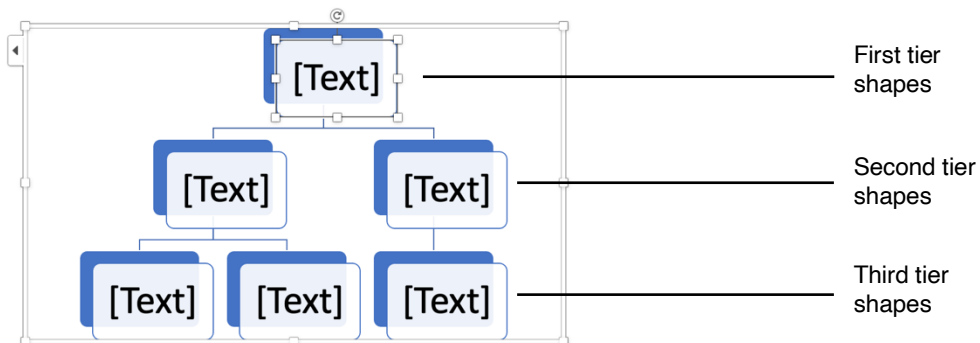 [Text]
First tier
shapes
[Text] [Text]
Second tier
shapes
[Text] [Text] [Text]
Third tier
shapes